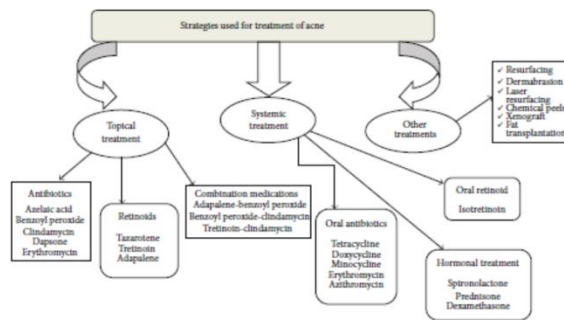 Strategies used for treatment of acne
Topical
treatment
Systemic
treatment
Other
treatments
✓ Resurfacing
✓ Dermabrasion
✓ Laser
resurfacing
✓ Chemical peels
✓ Xenograft
✓ Fat
transplantation
Antibiotics
Azelaic acid
Benzoyl peroxide
Clindamycin
Dapsone
Erythromycin
Retinoids
Tazarotene
Tretinoin
Adapalene
Combination medications
Adapalene-benzoyl peroxide
Benzoyl peroxide-clindamycin
Tretinoin-clindamycin
Oral antibiotics
Tetracycline
Doxycycline
Minocycline
Erythromycin
Azithromycin
Oral retinoid
Isotretinoin
Hormonal treatment
Spironolactone
Prednisone
Dexamethasone